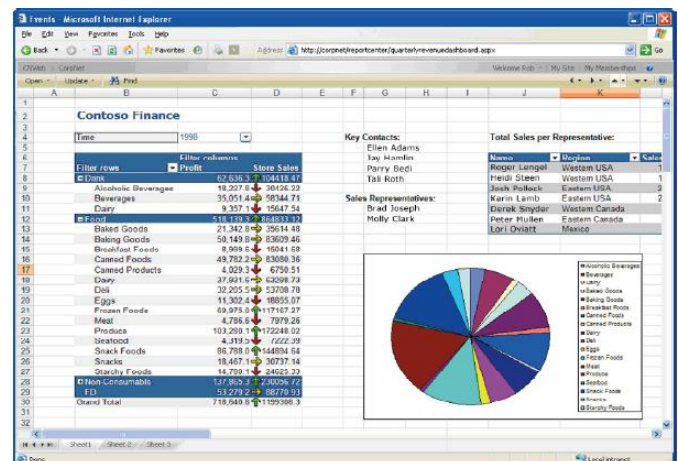 Events - Microsoft Internet Explorer
File Edit View Favorites Tools Help
Back Favorites Address http://corpnet/reportcenter/quarterlyrevenuedashboard.aspx Go
Welcome Rob My Site My Memberships
Open Update Find
A B C D E F G H I J K
Contoso Finance
Time 1998 Key Contacts: Total Sales per Representative:
Ellen Adams
Filter columns Jay Hamlin Name Region Sales
Filter rows Profit Store Sales Parry Bedi Roger Lengel Western USA
Drink 62,636.3 104418.47 Tali Roth Heidi Steen Western USA
Alcoholic Beverages 18,227.8 30426.22 Josh Pollock Eastern USA
Beverages 35,051.4 58344.71 Sales Representatives: Karin Lamb Eastern USA
Dairy 9,357.1 15647.54 Brad Joseph Derek Snyder Western Canada
Food 518,139.3 864833.12 Molly Clark Peter Mullen Eastern Canada
Baked Goods 21,342.8 35614.48 Lori Oviatt Mexico
Baking Goods 50,149.8 83609.46
Breakfast Foods 8,999.6 15041.68
Canned Foods 49,782.2 83080.36
Canned Products 4,029.3 6750.51
Dairy 37,931.6 63298.73
Deli 32,205.5 53708.78
Eggs 11,302.4 18855.07
Frozen Foods 69,975.0 117167.27
Meat 4,786.6 7979.26
Produce 103,280.1 172248.02
Seafood 4,319.5 7222.39
Snack Foods 86,788.0 144894.64
Snacks 18,467.1 30737.14
Starchy Foods 14,780.1 24625.33
Non-Consumable 137,865.3 230056.72
FD 53,279.2 88770.93
Grand Total 718,640.8 1199308.3
Alcoholic Beverages
Beverages
Dairy
Baked Goods
Baking Goods
Breakfast Foods
Canned Foods
Canned Products
Dairy
Deli
Eggs
Frozen Foods
Meat
Produce
Seafood
Snack Foods
Snacks
Starchy Foods
Sheet1 Sheet 2 Sheet 3
Done Local intranet